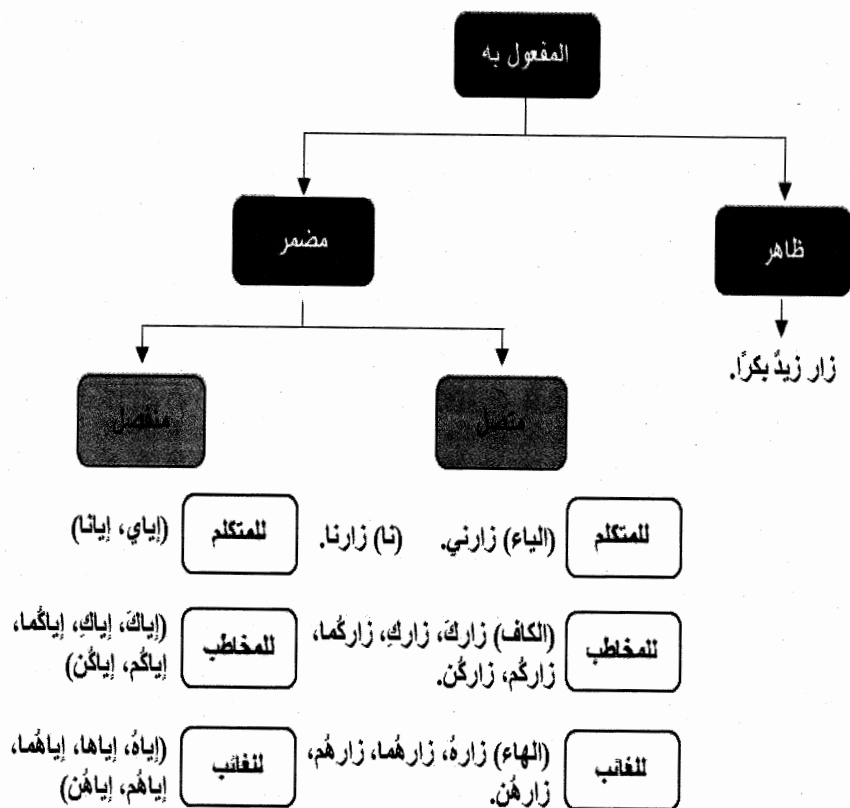 المفعول به
ظاهر
مضمر
زار زيدٌ بكرًا.
متصل
منفصل
للمتكلم
(الياء) زارني. (نا) زارنا.
للمتكلم
(إياي، إيانا)
للمخاطب
(الكاف) زاركَ، زاركِ، زاركُما،
زاركُم، زاركُن.
للمخاطب
(إياكَ، إياكِ، إياكُما،
إياكُم، إياكُن)
للغائب
(الهاء) زارهُ، زارهُما، زارهُم،
زارهُن.
للغائب
(إياهُ، إياها، إياهُما،
إياهُم، إياهُن)